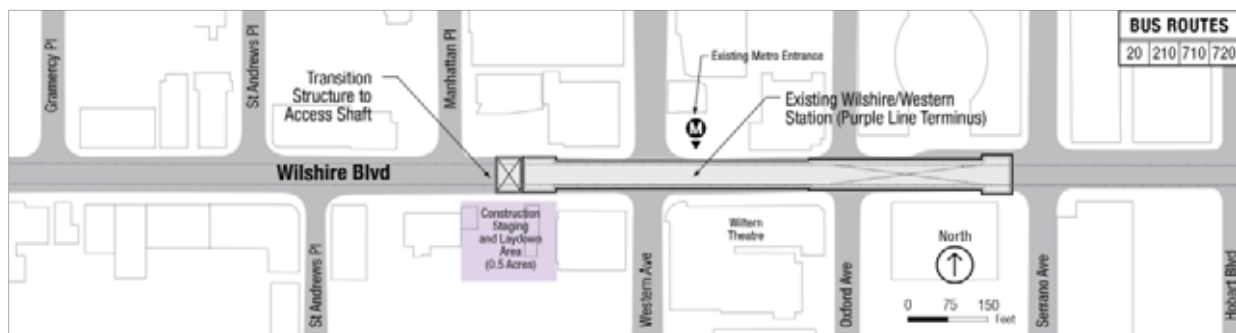 BUS ROUTES
20 210 710 720
Gramercy Pl
St Andrews Pl
Manhattan Pl
Existing Metro Entrance
Transition
Structure to
Access Shaft
M
Existing Wilshire/Western
Station (Purple Line Terminus)
Wilshire Blvd
Construction
Staging
and Laydown
Area
(0.5 Acres)
Wiltern
Theatre
North
St Andrews Pl
Western Ave
Oxford Ave
Serrano Ave
Hobart Blvd
0 75 150
Feet